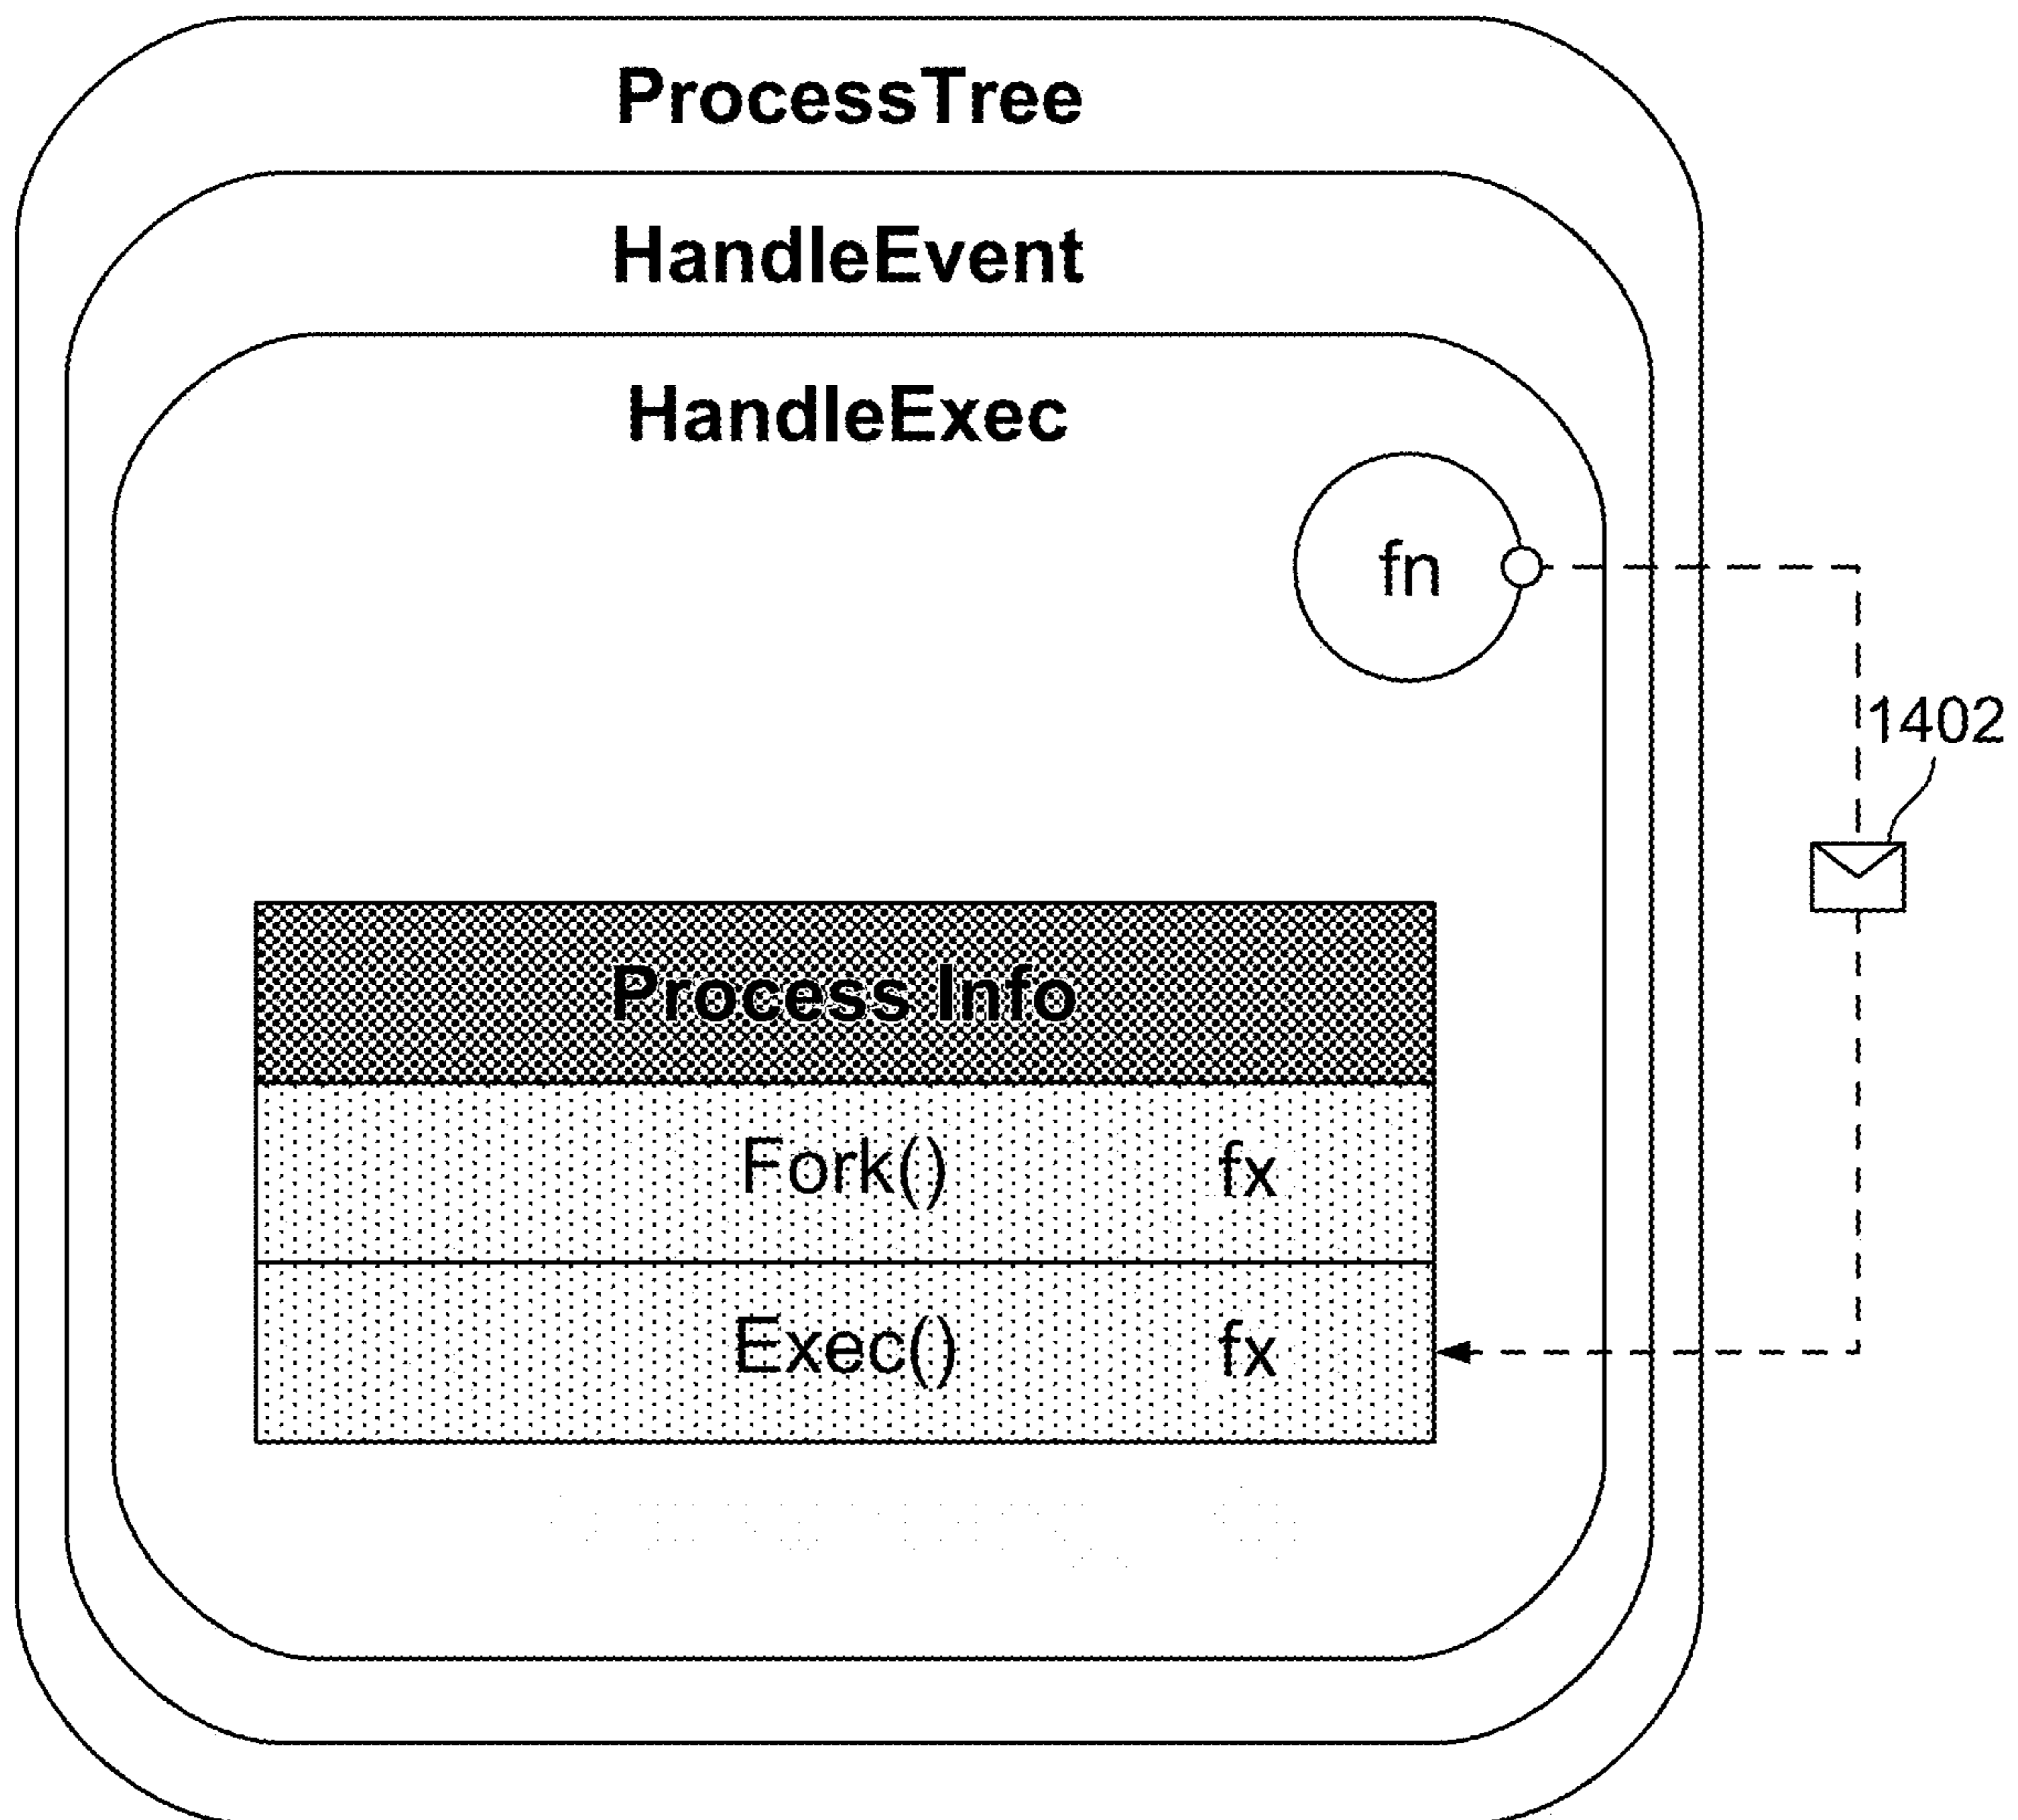 ProcessTree
HandleEvent
HandleExec
fn
1402
Process Info
Fork() fx
Exec() fx